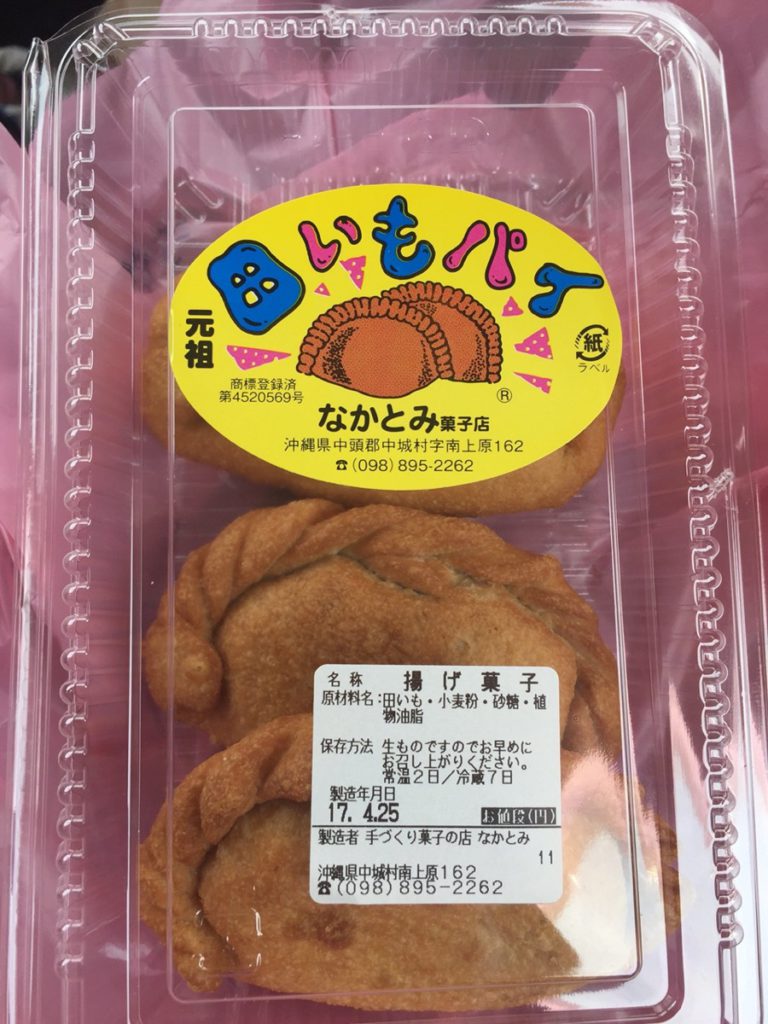 田いもパイ
元祖
紙
ラベル
商標登録済
第4520569号
®
なかとみ菓子店
沖縄県中頭郡中城村字南上原162
☎(098)895-2262
名称 揚げ菓子
原材料名:田いも・小麦粉・砂糖・植
物油脂
保存方法 生ものですのでお早めに
お召し上がりください。
常温2日/冷蔵7日
製造年月日
17. 4.25 お値段(円)
製造者 手づくり菓子の店 なかとみ
11
沖縄県中城村南上原162
☎(098)895-2262